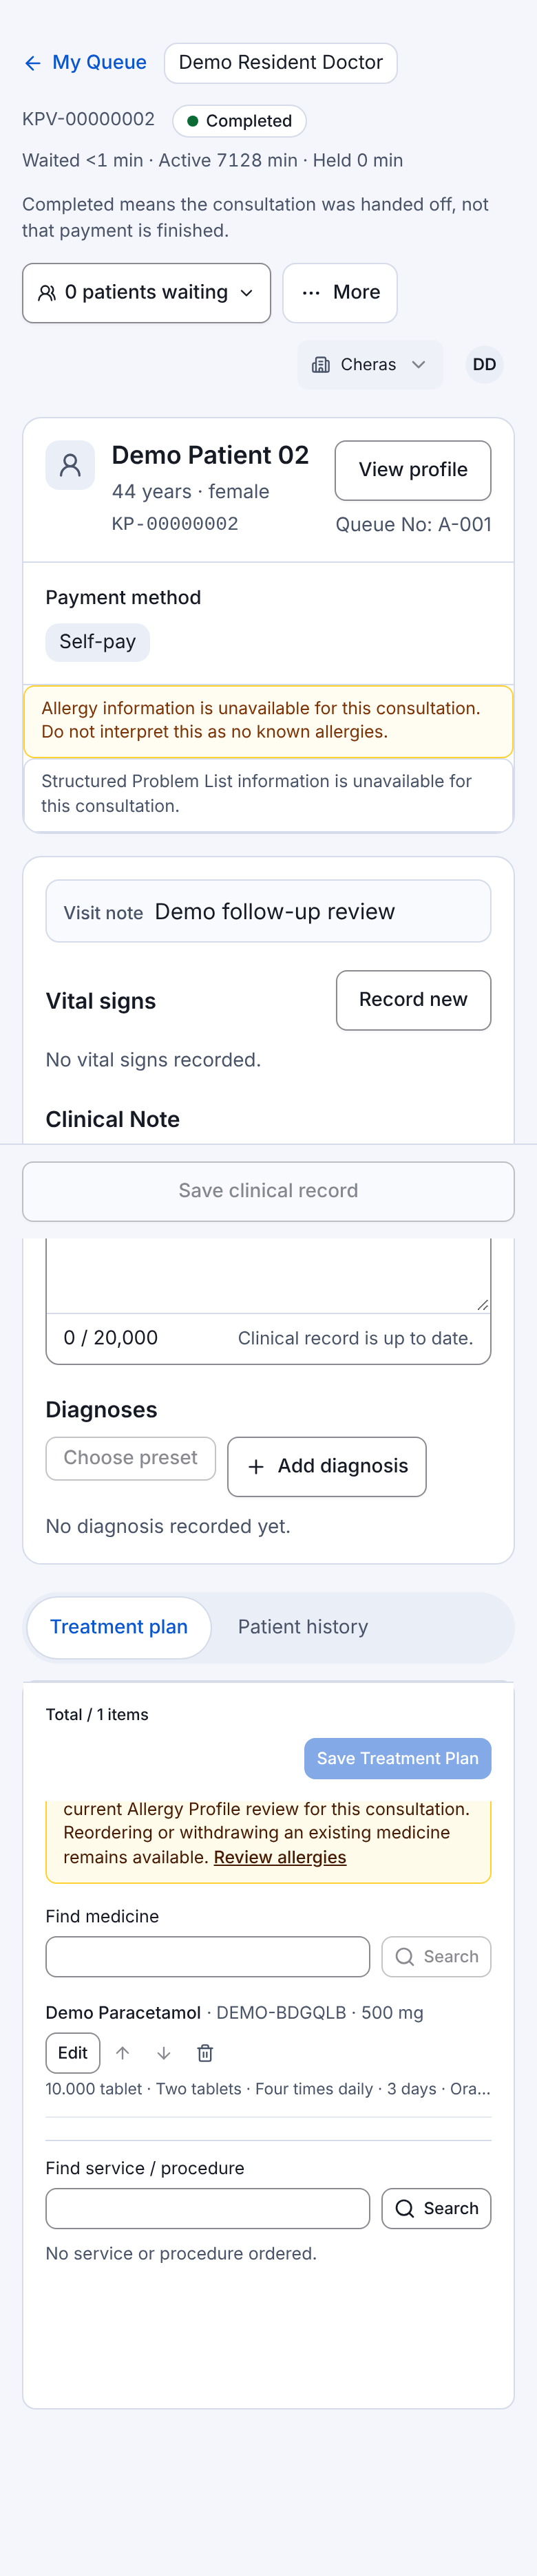 My Queue
Demo Resident Doctor
KPV-00000002
Completed
Waited <1 min · Active 7128 min · Held 0 min
Completed means the consultation was handed off, not
that payment is finished.
0 patients waiting
More
Cheras
DD
Demo Patient 02
View profile
44 years · female
KP-00000002
Queue No: A-001
Payment method
Self-pay
Allergy information is unavailable for this consultation.
Do not interpret this as no known allergies.
Structured Problem List information is unavailable for
this consultation.
Visit note Demo follow-up review
Vital signs
Record new
No vital signs recorded.
Clinical Note
Save clinical record
0 / 20,000
Clinical record is up to date.
Diagnoses
Choose preset
Add diagnosis
No diagnosis recorded yet.
Treatment plan
Patient history
Total / 1 items
Save Treatment Plan
current Allergy Profile review for this consultation.
Reordering or withdrawing an existing medicine
remains available. Review allergies
Find medicine
Search
Demo Paracetamol · DEMO-BDGQLB · 500 mg
Edit
10.000 tablet · Two tablets · Four times daily · 3 days · Ora...
Find service / procedure
Search
No service or procedure ordered.